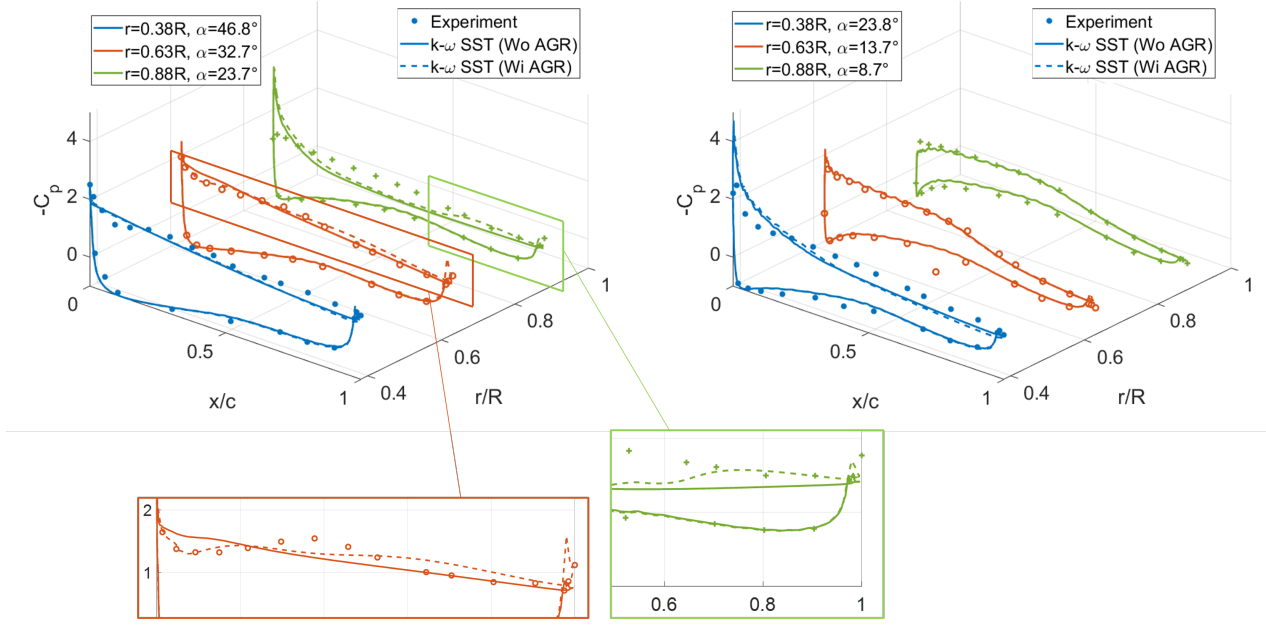 r=0.38R, α=46.8°
r=0.63R, α=32.7°
r=0.88R, α=23.7°
Experiment
k-ω SST (Wo AGR)
k-ω SST (Wi AGR)
4
2
0
-Cp
0
0.5
1
x/c
0.4
0.6
0.8
1
r/R
r=0.38R, α=23.8°
r=0.63R, α=13.7°
r=0.88R, α=8.7°
Experiment
k-ω SST (Wo AGR)
k-ω SST (Wi AGR)
4
2
0
-Cp
0
0.5
1
x/c
0.4
0.6
0.8
1
r/R
2
1
0.6
0.8
1